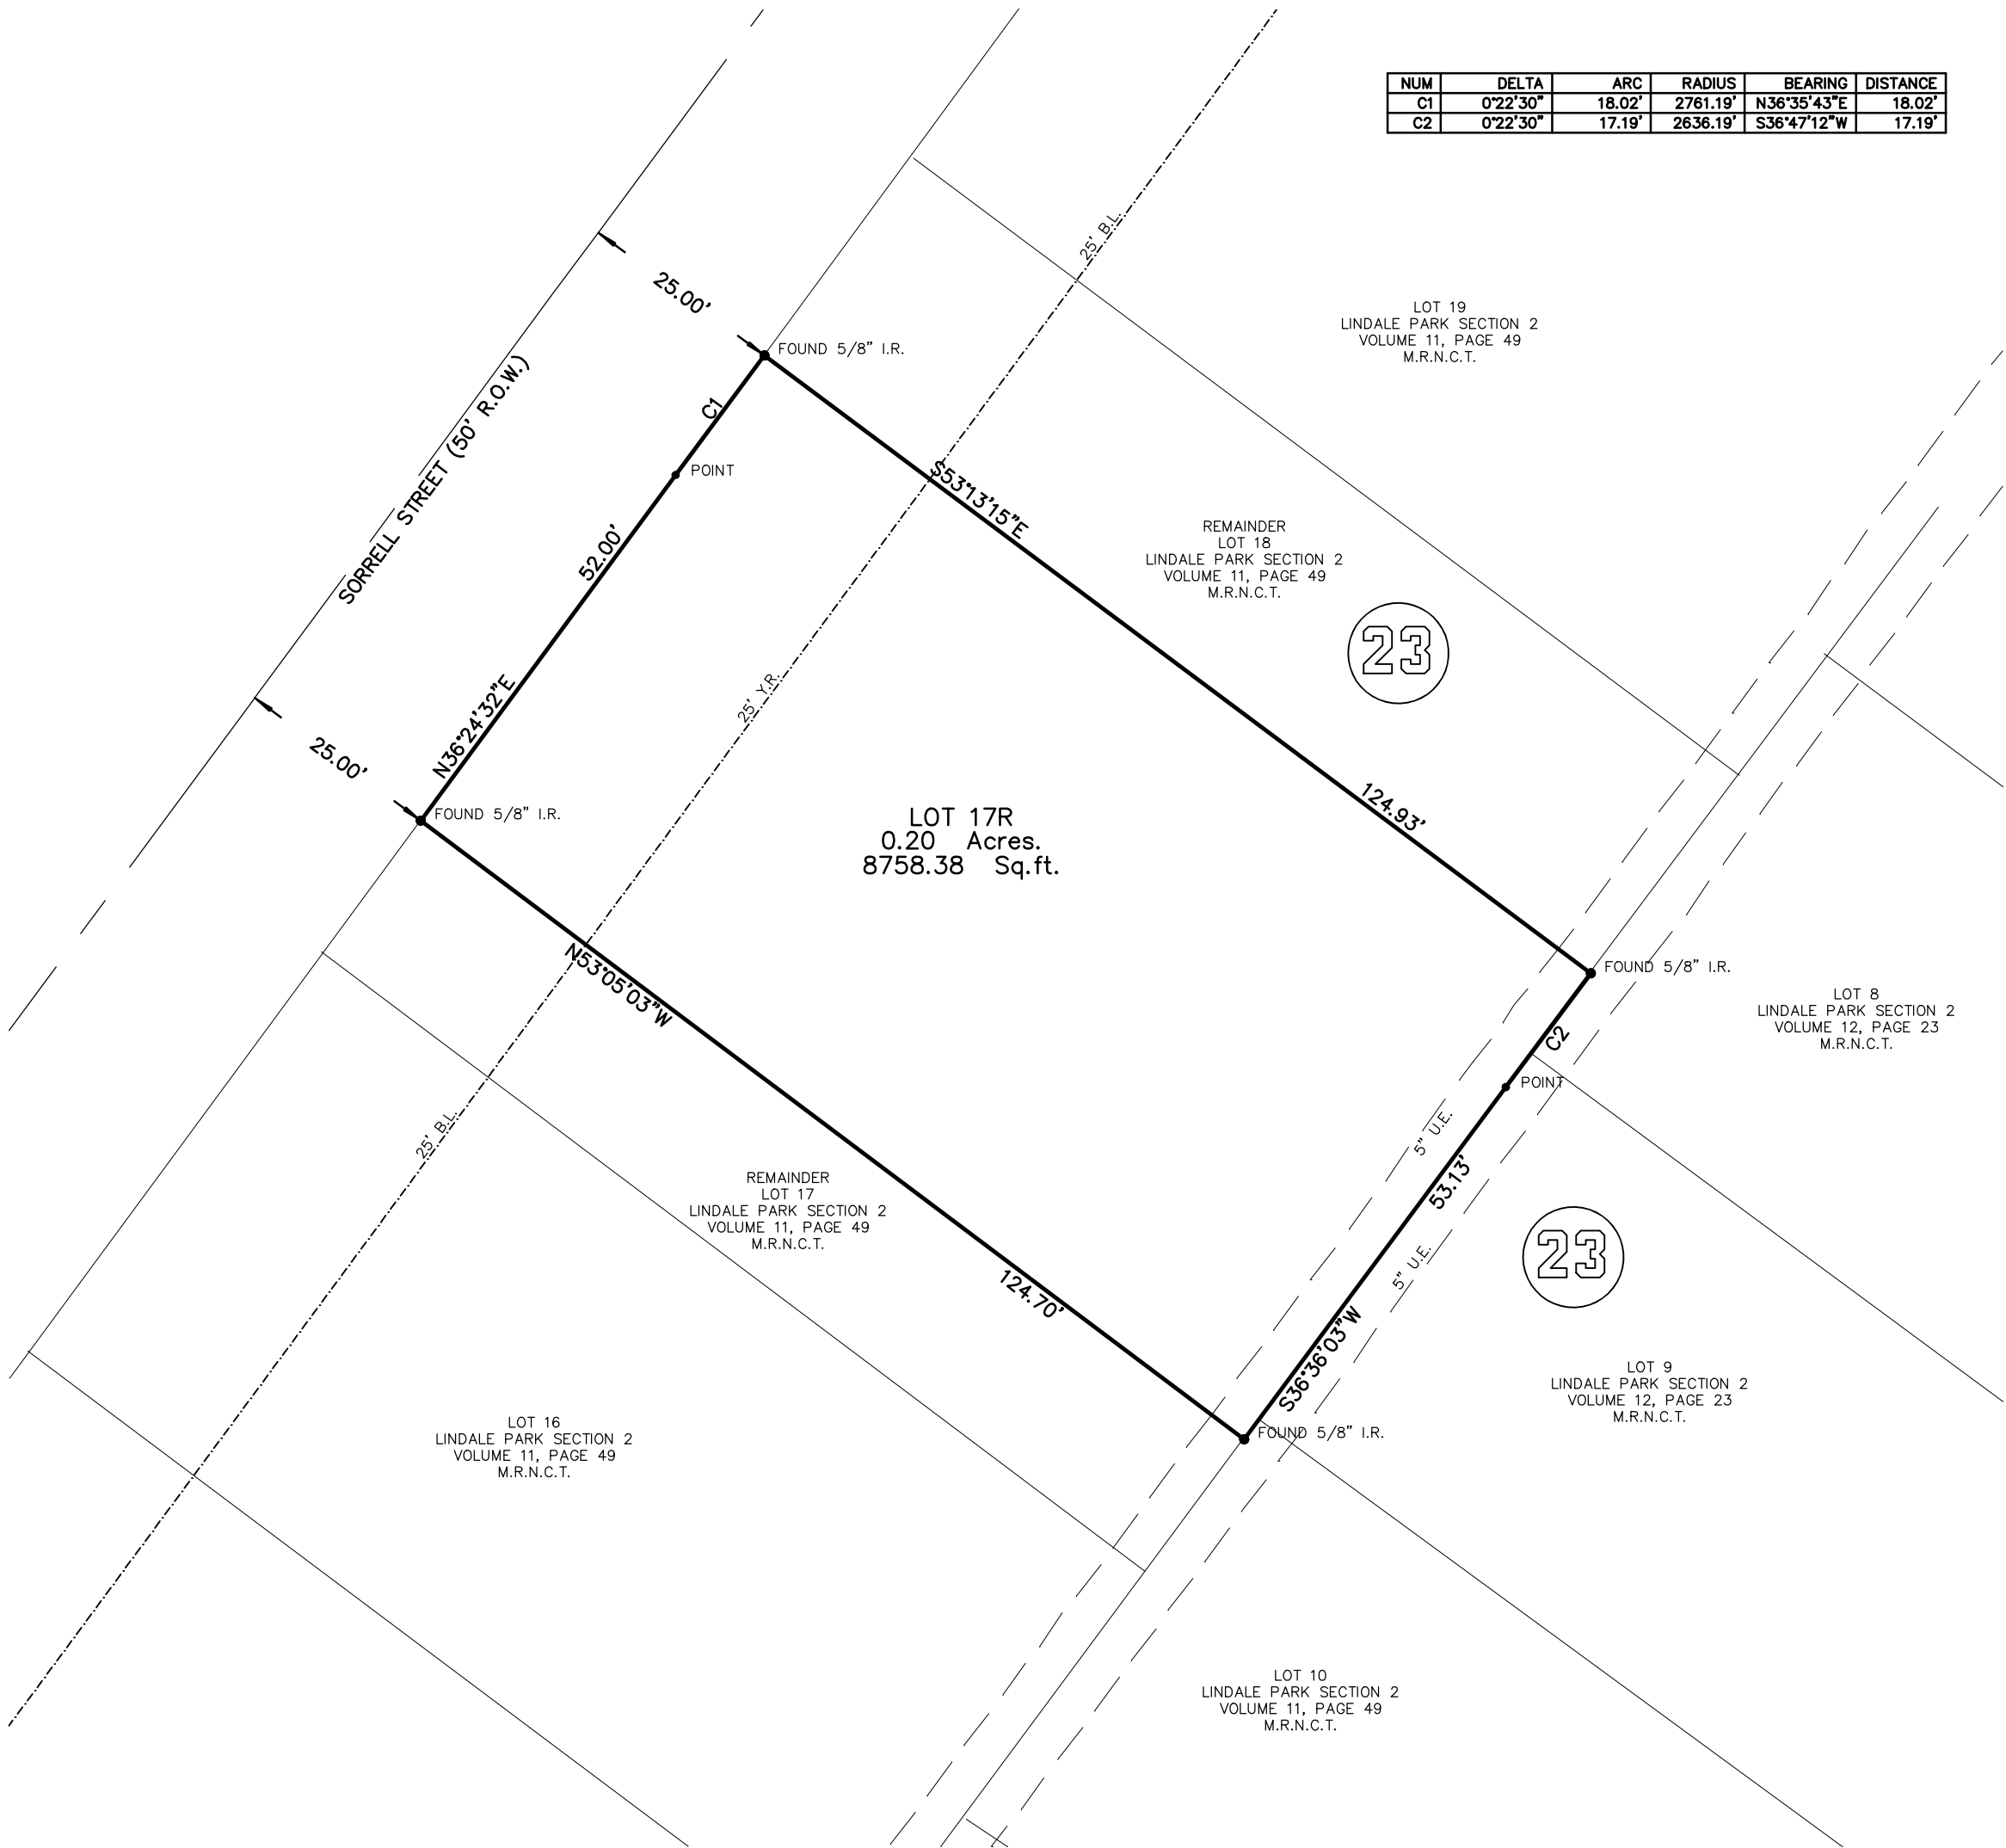 NUM DELTA ARC RADIUS BEARING DISTANCE
C1 0°22'30" 18.02' 2761.19' N36°35'43"E 18.02'
C2 0°22'30" 17.19' 2636.19' S36°47'12"W 17.19'
25' B.L.
25.00'
LOT 19
LINDALE PARK SECTION 2
VOLUME 11, PAGE 49
M.R.N.C.T.
FOUND 5/8" I.R.
SORRELL STREET (50' R.O.W.)
C1
POINT
S53°13'15"E
52.00'
REMAINDER
LOT 18
LINDALE PARK SECTION 2
VOLUME 11, PAGE 49
M.R.N.C.T.
23
25' Y.R.
N36°24'32"E
25.00'
FOUND 5/8" I.R.
LOT 17R
0.20 Acres.
8758.38 Sq.ft.
124.93'
N53°05'03"W
FOUND 5/8" I.R.
LOT 8
LINDALE PARK SECTION 2
VOLUME 12, PAGE 23
M.R.N.C.T.
C2
POINT
25' B.L.
5" U.E.
53.13'
REMAINDER
LOT 17
LINDALE PARK SECTION 2
VOLUME 11, PAGE 49
M.R.N.C.T.
5" U.E.
23
124.70'
S36°36'03"W
LOT 9
LINDALE PARK SECTION 2
VOLUME 12, PAGE 23
M.R.N.C.T.
FOUND 5/8" I.R.
LOT 16
LINDALE PARK SECTION 2
VOLUME 11, PAGE 49
M.R.N.C.T.
LOT 10
LINDALE PARK SECTION 2
VOLUME 11, PAGE 49
M.R.N.C.T.